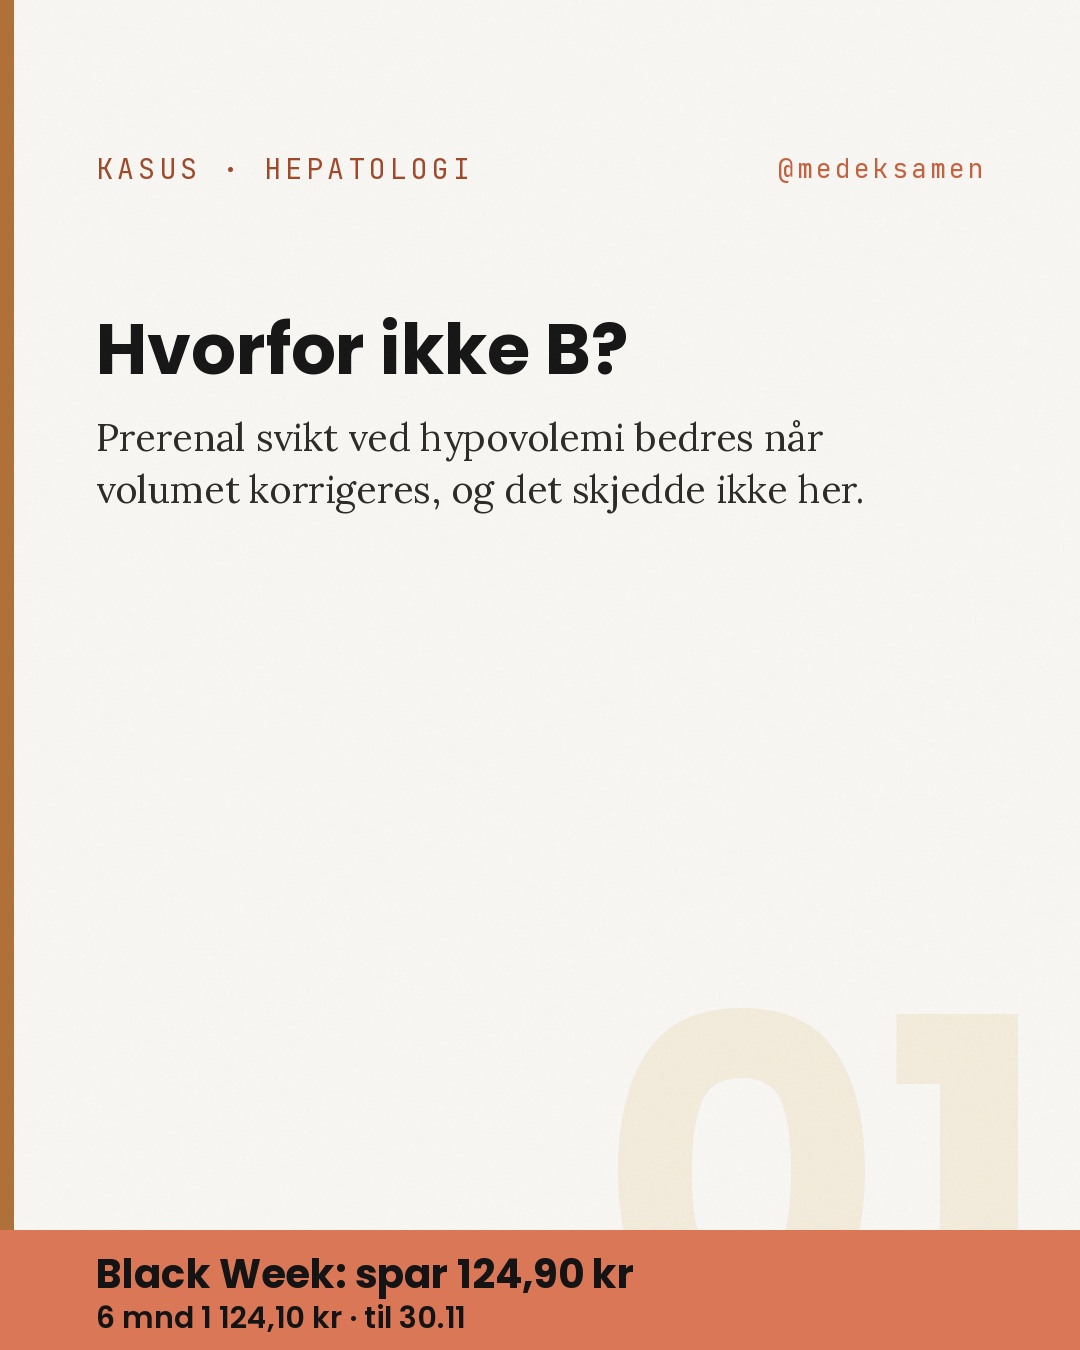 KASUS · HEPATOLOGI
@medeksamen
Hvorfor ikke B?
Prerenal svikt ved hypovolemi bedres når
volumet korrigeres, og det skjedde ikke her.
01
Black Week: spar 124,90 kr
6 mnd 1 124,10 kr · til 30.11